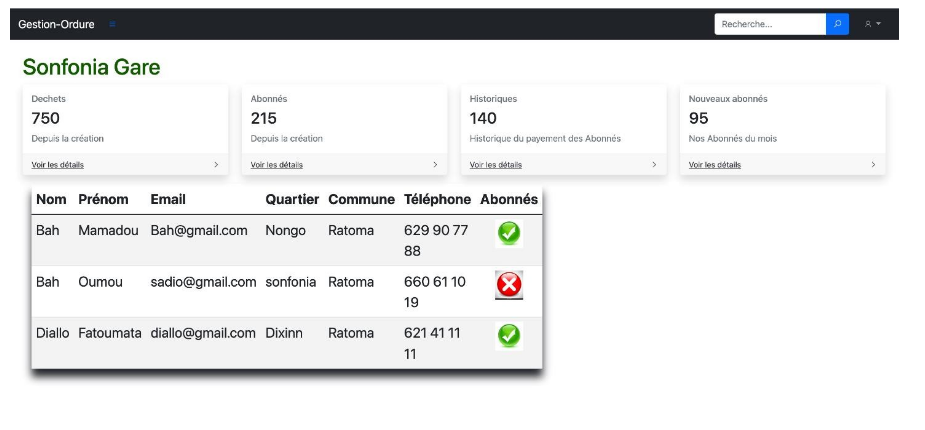 Gestion-Ordure
Recherche...
Sonfonia Gare
Dechets
750
Depuis la création
Voir les détails
Abonnés
215
Depuis la création
Voir les détails
Historiques
140
Historique du payement des Abonnés
Voir les détails
Nouveaux abonnés
95
Nos Abonnés du mois
Voir les détails
Nom Prénom Email Quartier Commune Téléphone Abonnés
Bah Mamadou Bah@gmail.com Nongo Ratoma 629 90 77
88
Bah Oumou sadio@gmail.com sonfonia Ratoma 660 61 10
19
Diallo Fatoumata diallo@gmail.com Dixinn Ratoma 621 41 11
11